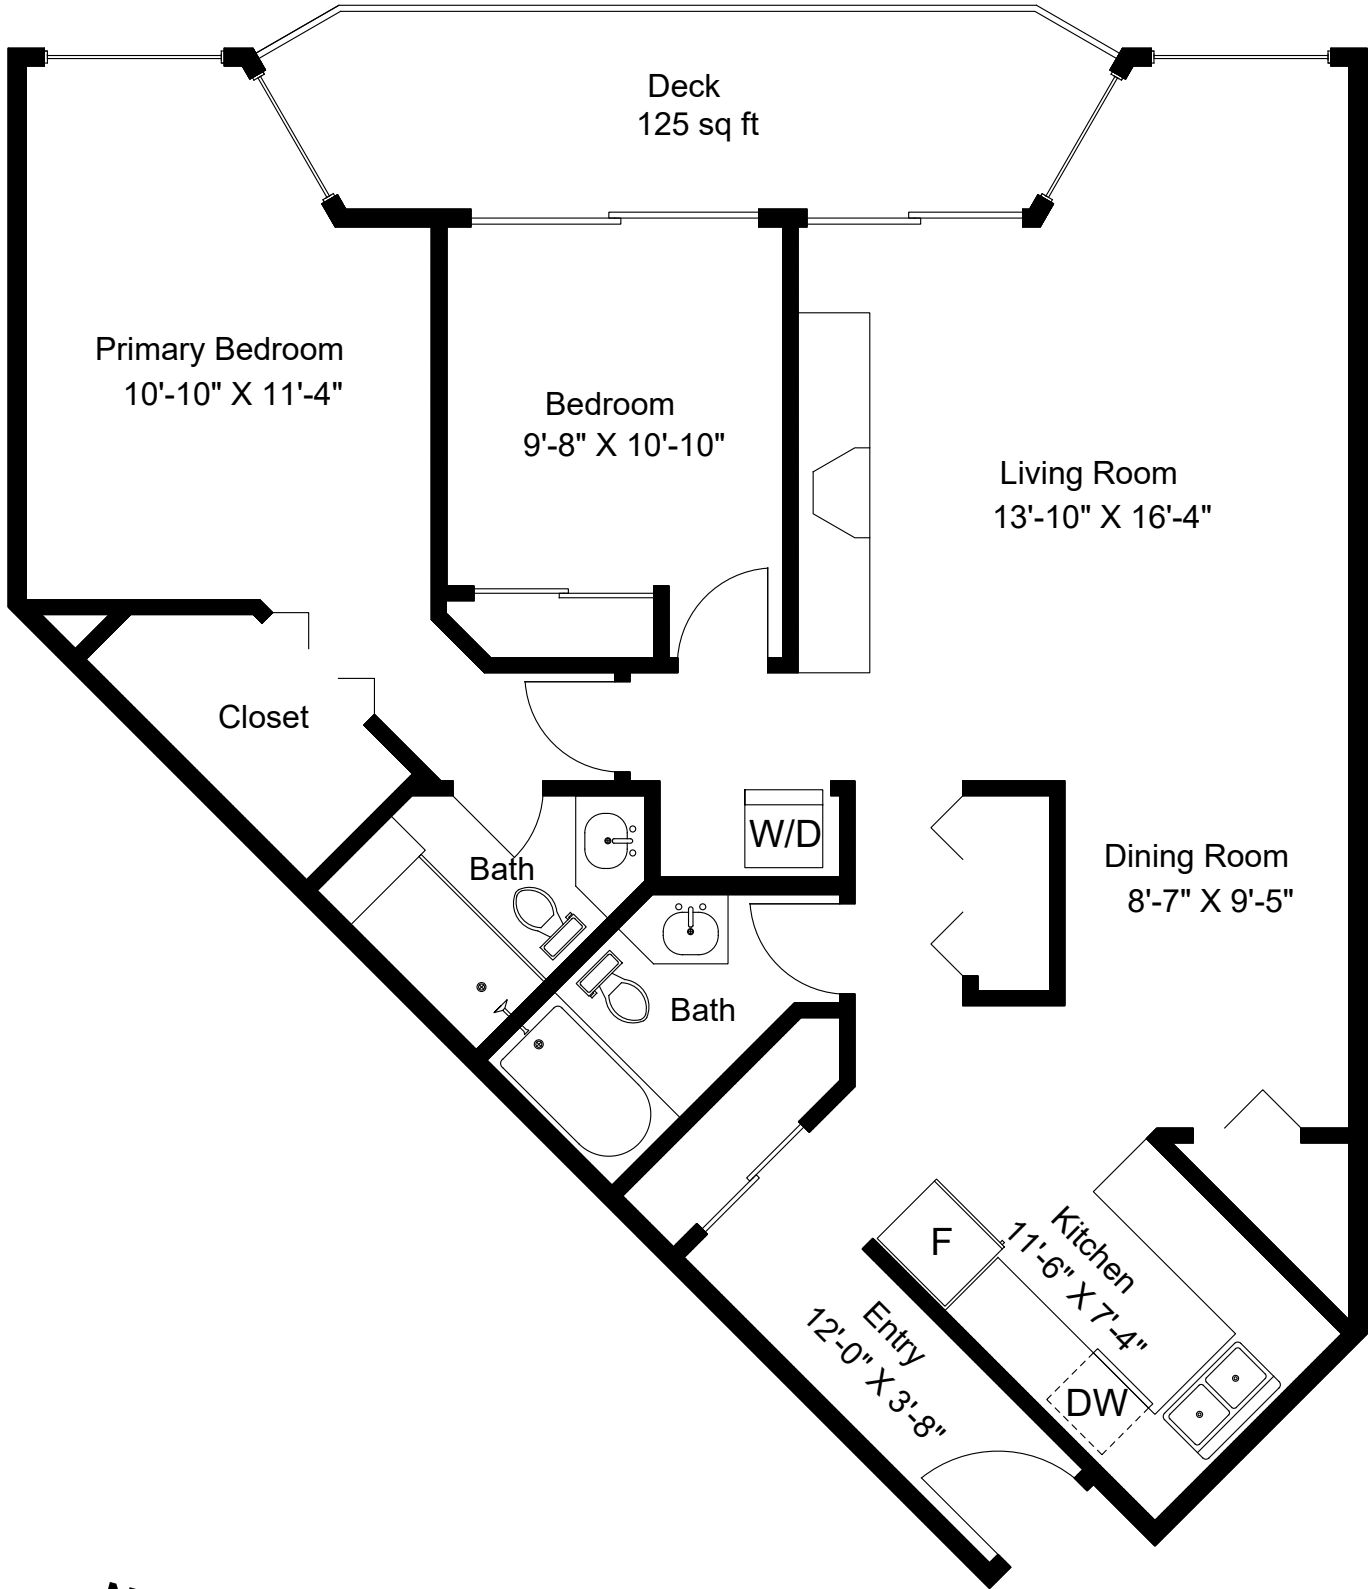 Deck
125 sq ft
Primary Bedroom
10'-10" X 11'-4"
Bedroom
9'-8" X 10'-10"
Living Room
13'-10" X 16'-4"
Closet
W/D
Bath
Dining Room
8'-7" X 9'-5"
Bath
F
Kitchen
11'-6" X 7'-4"
Entry
12'-0" X 3'-8"
DW